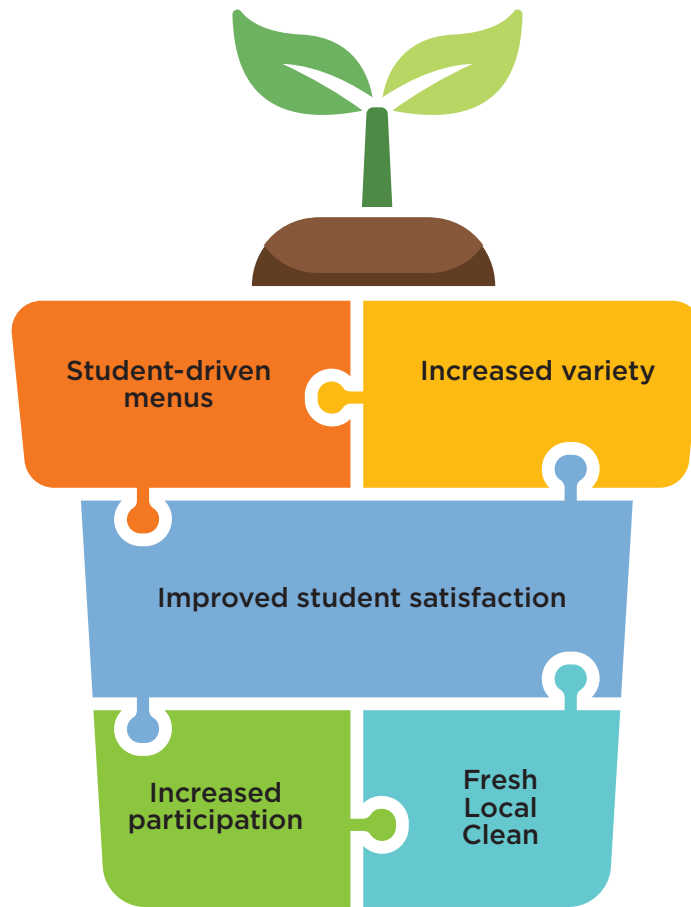 Student-driven
menus
Increased variety
Improved student satisfaction
Increased
participation
Fresh
Local
Clean